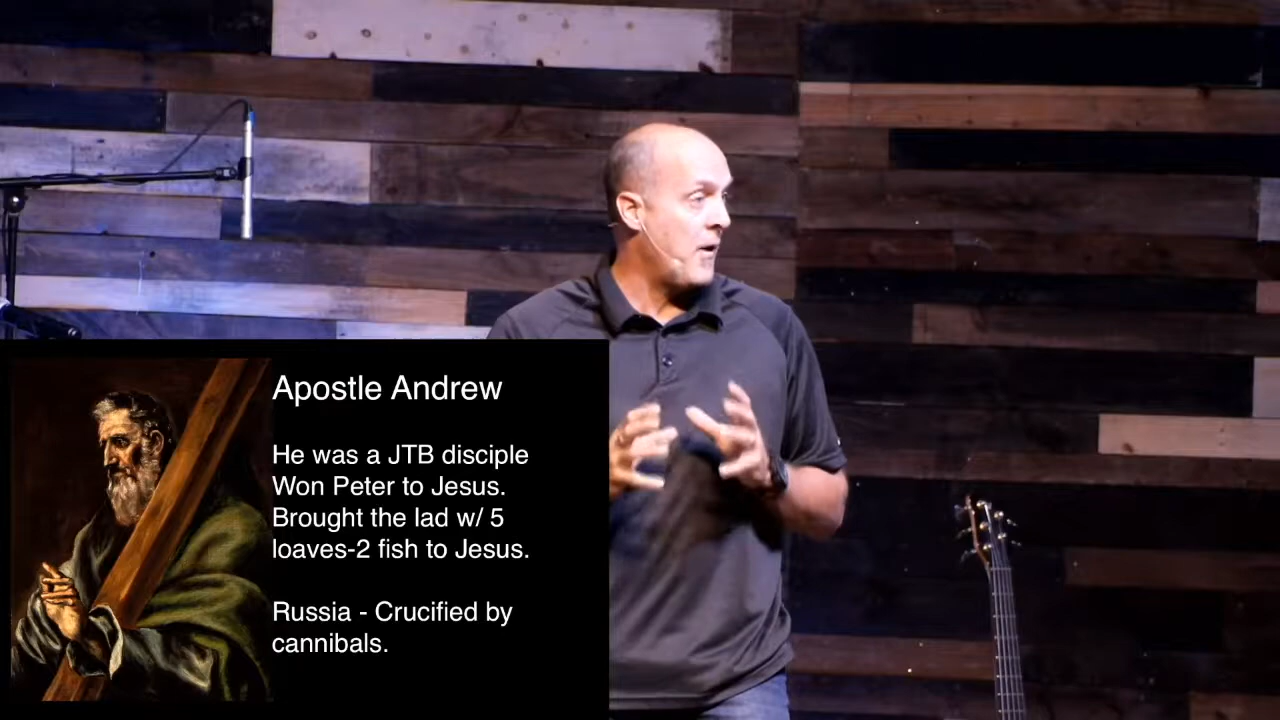 Apostle Andrew
He was a JTB disciple
Won Peter to Jesus.
Brought the lad w/ 5
loaves-2 fish to Jesus.
Russia - Crucified by
cannibals.